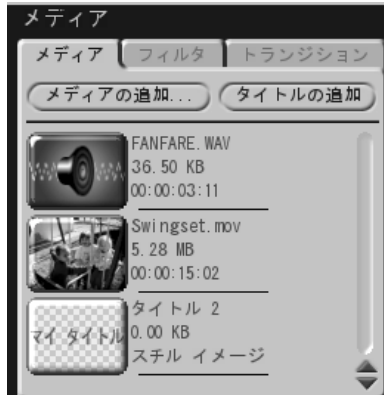 メディア
メディア フィルタ トランジション
メディアの追加... タイトルの追加
FANFARE.WAV
36.50 KB
00:00:03:11
Swingset.mov
5.28 MB
00:00:15:02
マイ タイトル
タイトル 2
0.00 KB
スチル イメージ